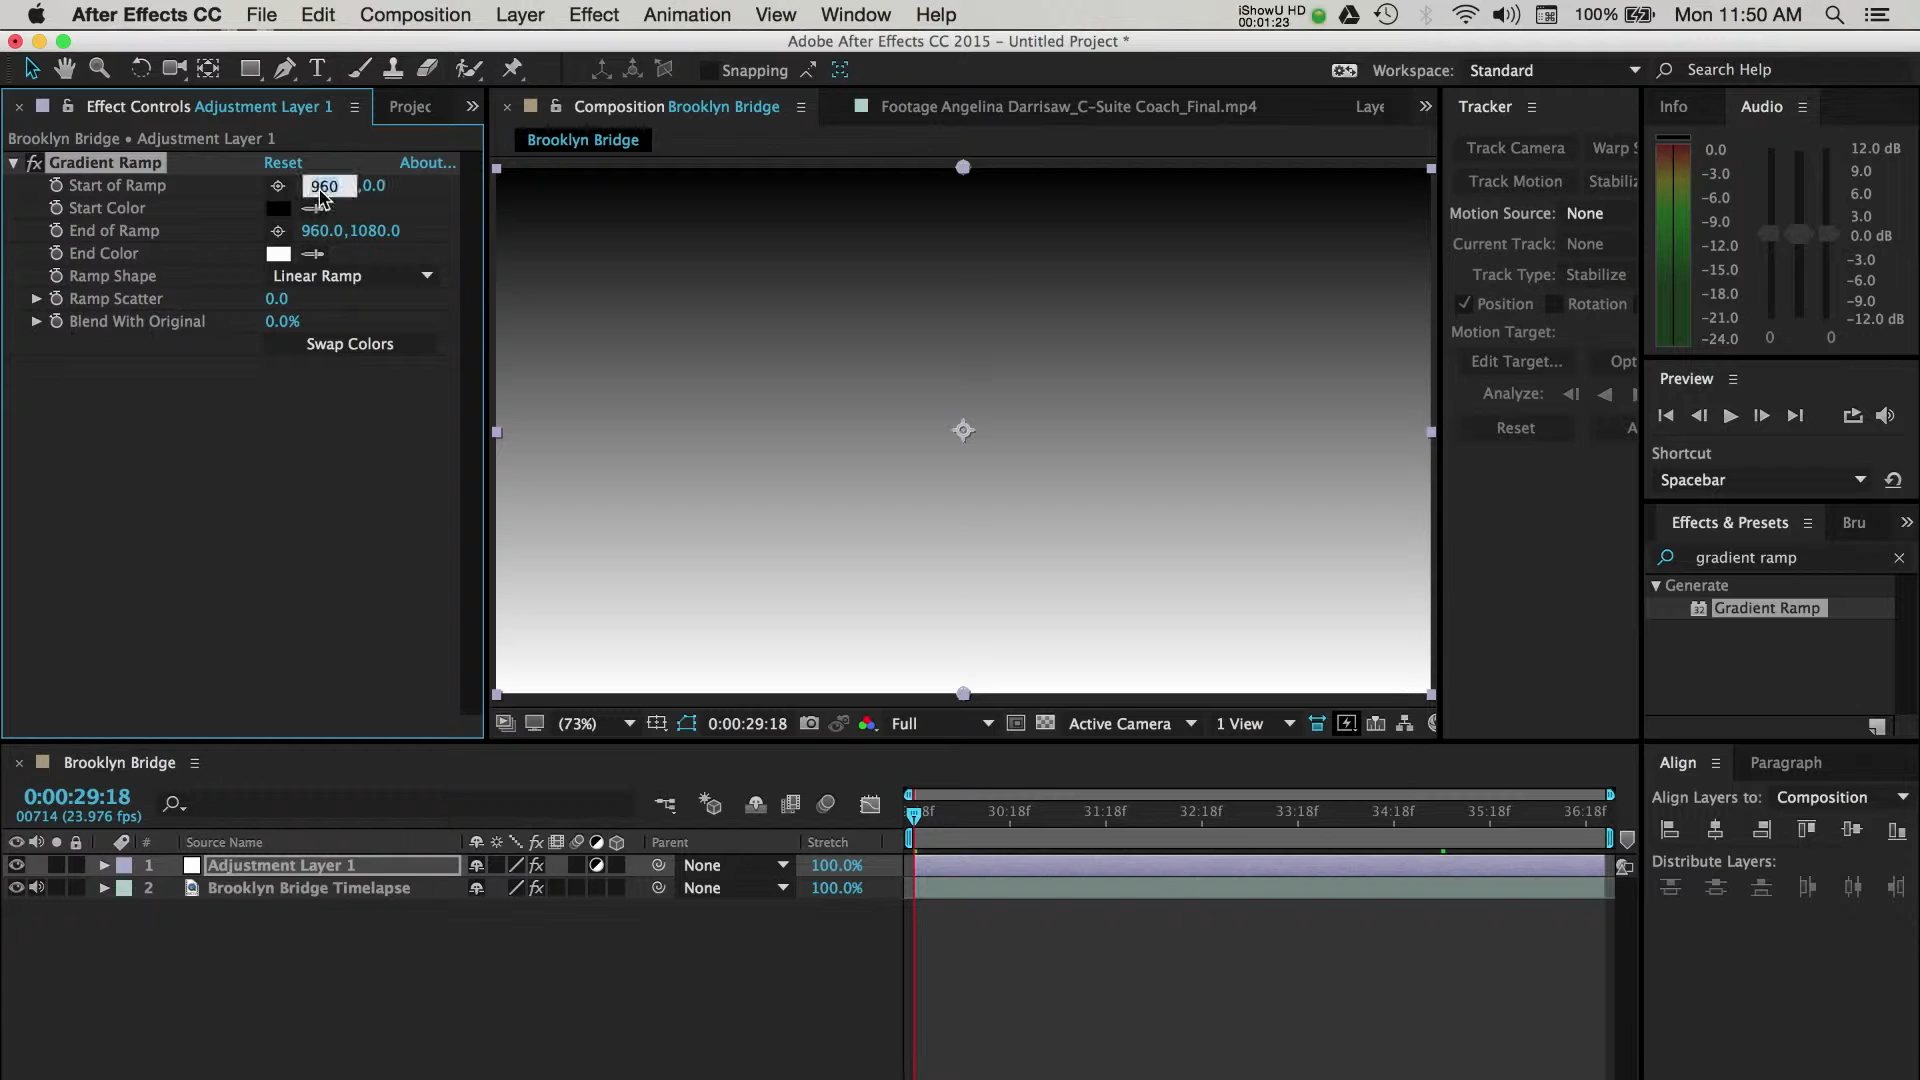 After Effects CC File Edit Composition Layer Effect Animation View Window Help iShowU HD 00:01:23 100% Mon 11:50 AM
Adobe After Effects CC 2015 - Untitled Project *
Snapping Workspace: Standard Search Help
Effect Controls Adjustment Layer 1 Projec
Brooklyn Bridge • Adjustment Layer 1
fx Gradient Ramp Reset About...
Start of Ramp 960 ,0.0
Start Color
End of Ramp 960.0,1080.0
End Color
Ramp Shape Linear Ramp
Ramp Scatter 0.0
Blend With Original 0.0%
Swap Colors
Composition Brooklyn Bridge Footage Angelina Darrisaw_C-Suite Coach_Final.mp4 Laye
Brooklyn Bridge
(73%) 0:00:29:18 Full Active Camera 1 View
Tracker
Track Camera Warp S
Track Motion Stabiliz
Motion Source: None
Current Track: None
Track Type: Stabilize
Position Rotation
Motion Target:
Edit Target... Opt
Analyze:
Reset A
Info Audio
0.0 12.0 dB
-3.0 9.0
-6.0 6.0
-9.0 3.0
-12.0 0.0 dB
-15.0 -3.0
-18.0 -6.0
-21.0 -9.0
-24.0 0 0 -12.0 dB
Preview
Shortcut
Spacebar
Effects & Presets Bru
gradient ramp
Generate
32 Gradient Ramp
Brooklyn Bridge
0:00:29:18
00714 (23.976 fps)
8f 30:18f 31:18f 32:18f 33:18f 34:18f 35:18f 36:18f
# Source Name fx Parent Stretch
1 Adjustment Layer 1 fx None 100.0%
2 Brooklyn Bridge Timelapse fx None 100.0%
Align Paragraph
Align Layers to: Composition
Distribute Layers: